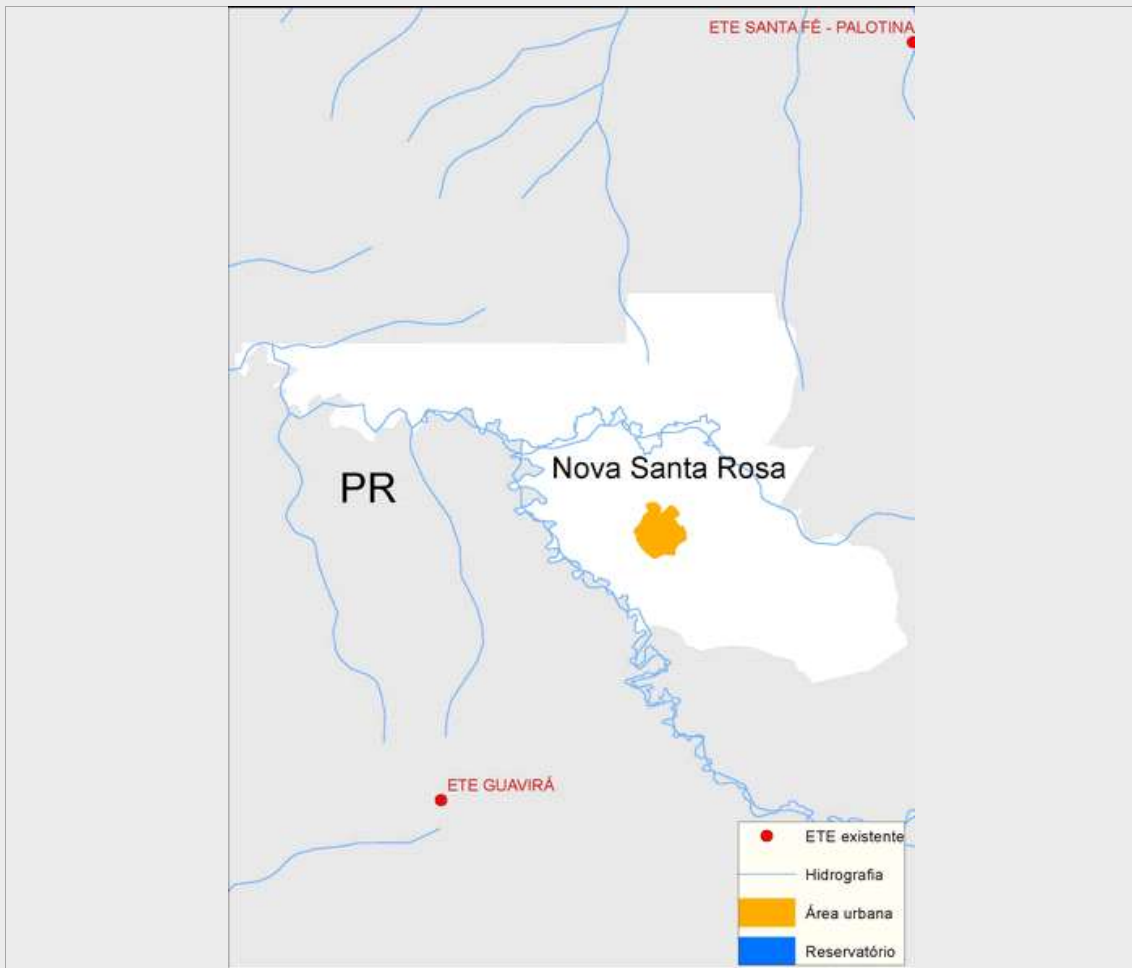 ETE SANTA FÉ - PALOTINA
Nova Santa Rosa
PR
ETE GUAVIRÁ
ETE existente
Hidrografia
Área urbana
Reservatório